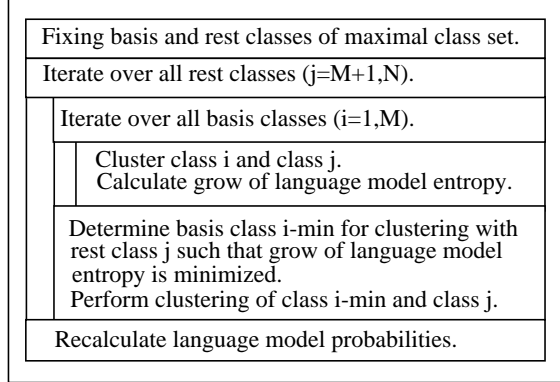 Fixing basis and rest classes of maximal class set.
Iterate over all rest classes (j=M+1,N).
Iterate over all basis classes (i=1,M).
Cluster class i and class j.
Calculate grow of language model entropy.
Determine basis class i-min for clustering with
rest class j such that grow of language model
entropy is minimized.
Perform clustering of class i-min and class j.
Recalculate language model probabilities.